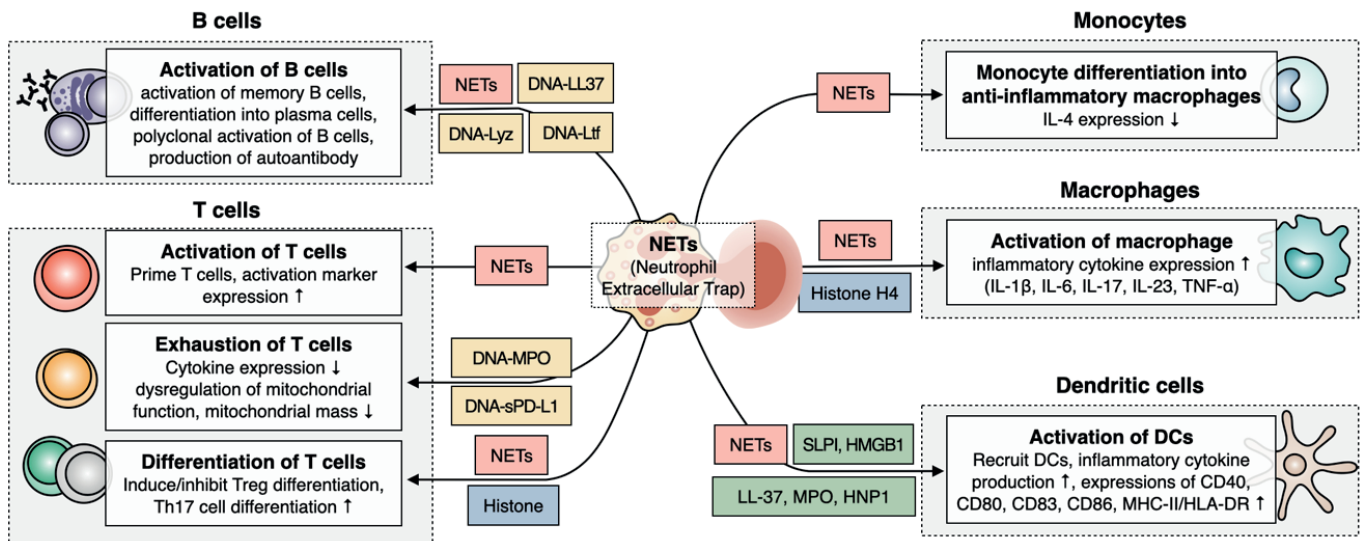 B cells
Activation of B cells
activation of memory B cells,
differentiation into plasma cells,
polyclonal activation of B cells,
production of autoantibody
NETs
DNA-LL37
DNA-Lyz
DNA-Ltf
T cells
Activation of T cells
Prime T cells, activation marker
expression ↑
NETs
Exhaustion of T cells
Cytokine expression ↓
dysregulation of mitochondrial
function, mitochondrial mass ↓
DNA-MPO
DNA-sPD-L1
Differentiation of T cells
Induce/inhibit Treg differentiation,
Th17 cell differentiation ↑
NETs
Histone
NETs
(Neutrophil
Extracellular Trap)
Monocytes
NETs
Monocyte differentiation into
anti-inflammatory macrophages
IL-4 expression ↓
Macrophages
NETs
Histone H4
Activation of macrophage
inflammatory cytokine expression ↑
(IL-1β, IL-6, IL-17, IL-23, TNF-α)
Dendritic cells
NETs
SLPI, HMGB1
LL-37, MPO, HNP1
Activation of DCs
Recruit DCs, inflammatory cytokine
production ↑, expressions of CD40,
CD80, CD83, CD86, MHC-II/HLA-DR ↑